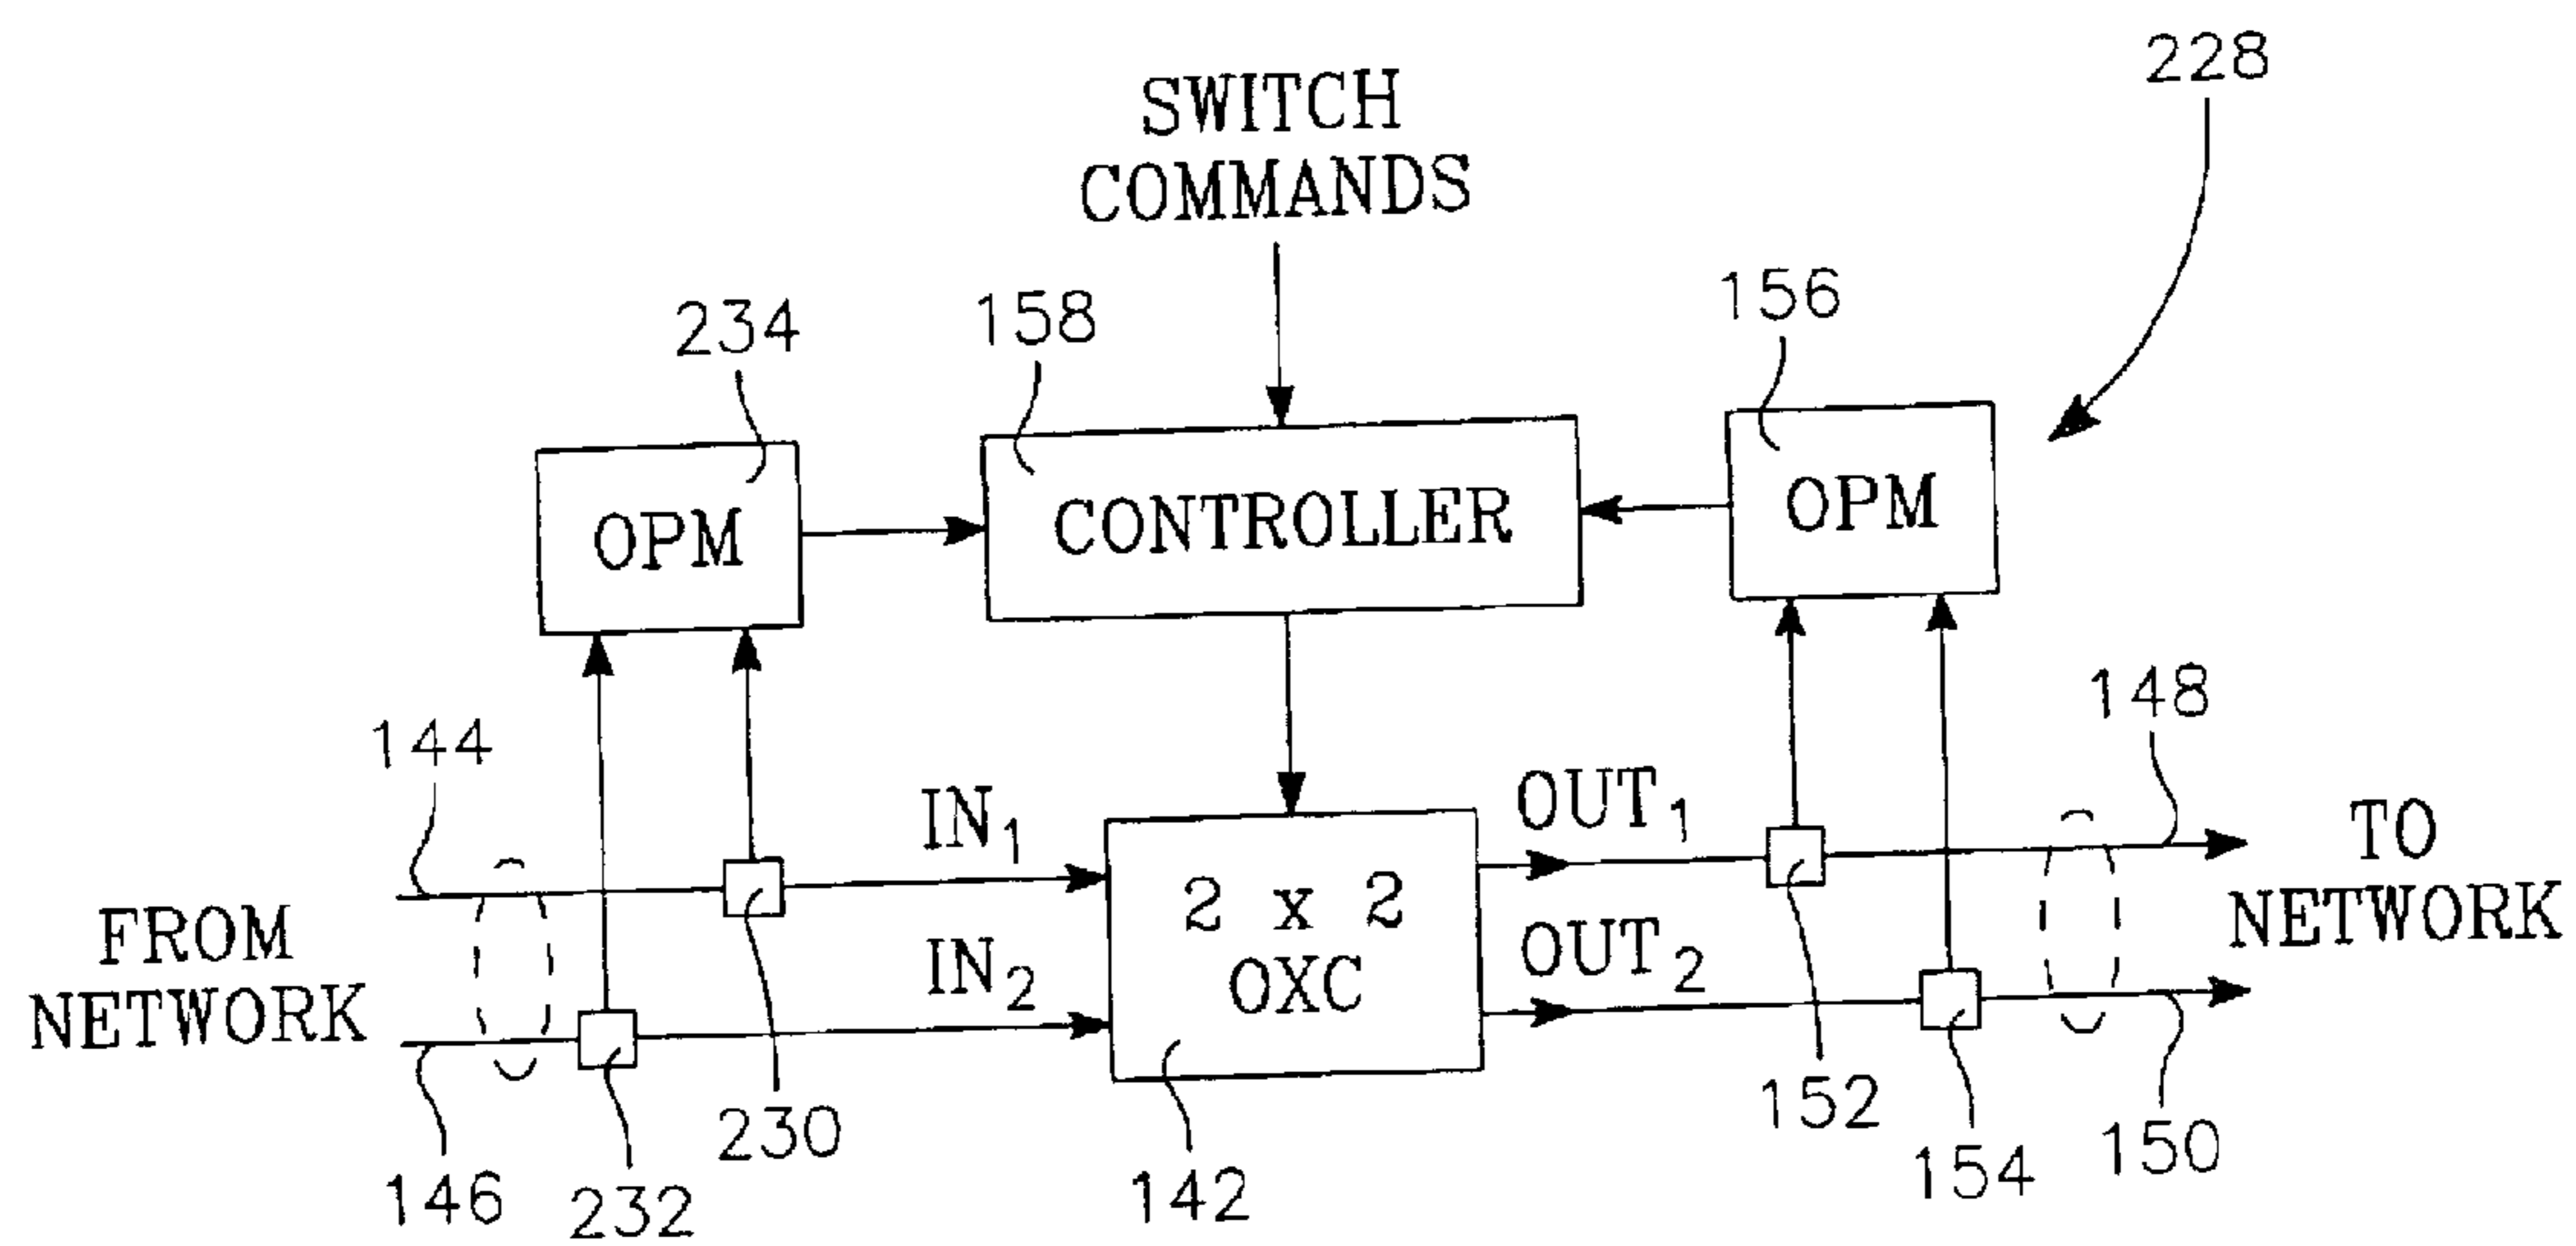 228
SWITCH
COMMANDS
234
158
156
OPM
CONTROLLER
OPM
144
148
IN1
OUT1
FROM
NETWORK
TO
NETWORK
IN2
2 x 2
OXC
OUT2
146
232
230
142
152
154
150